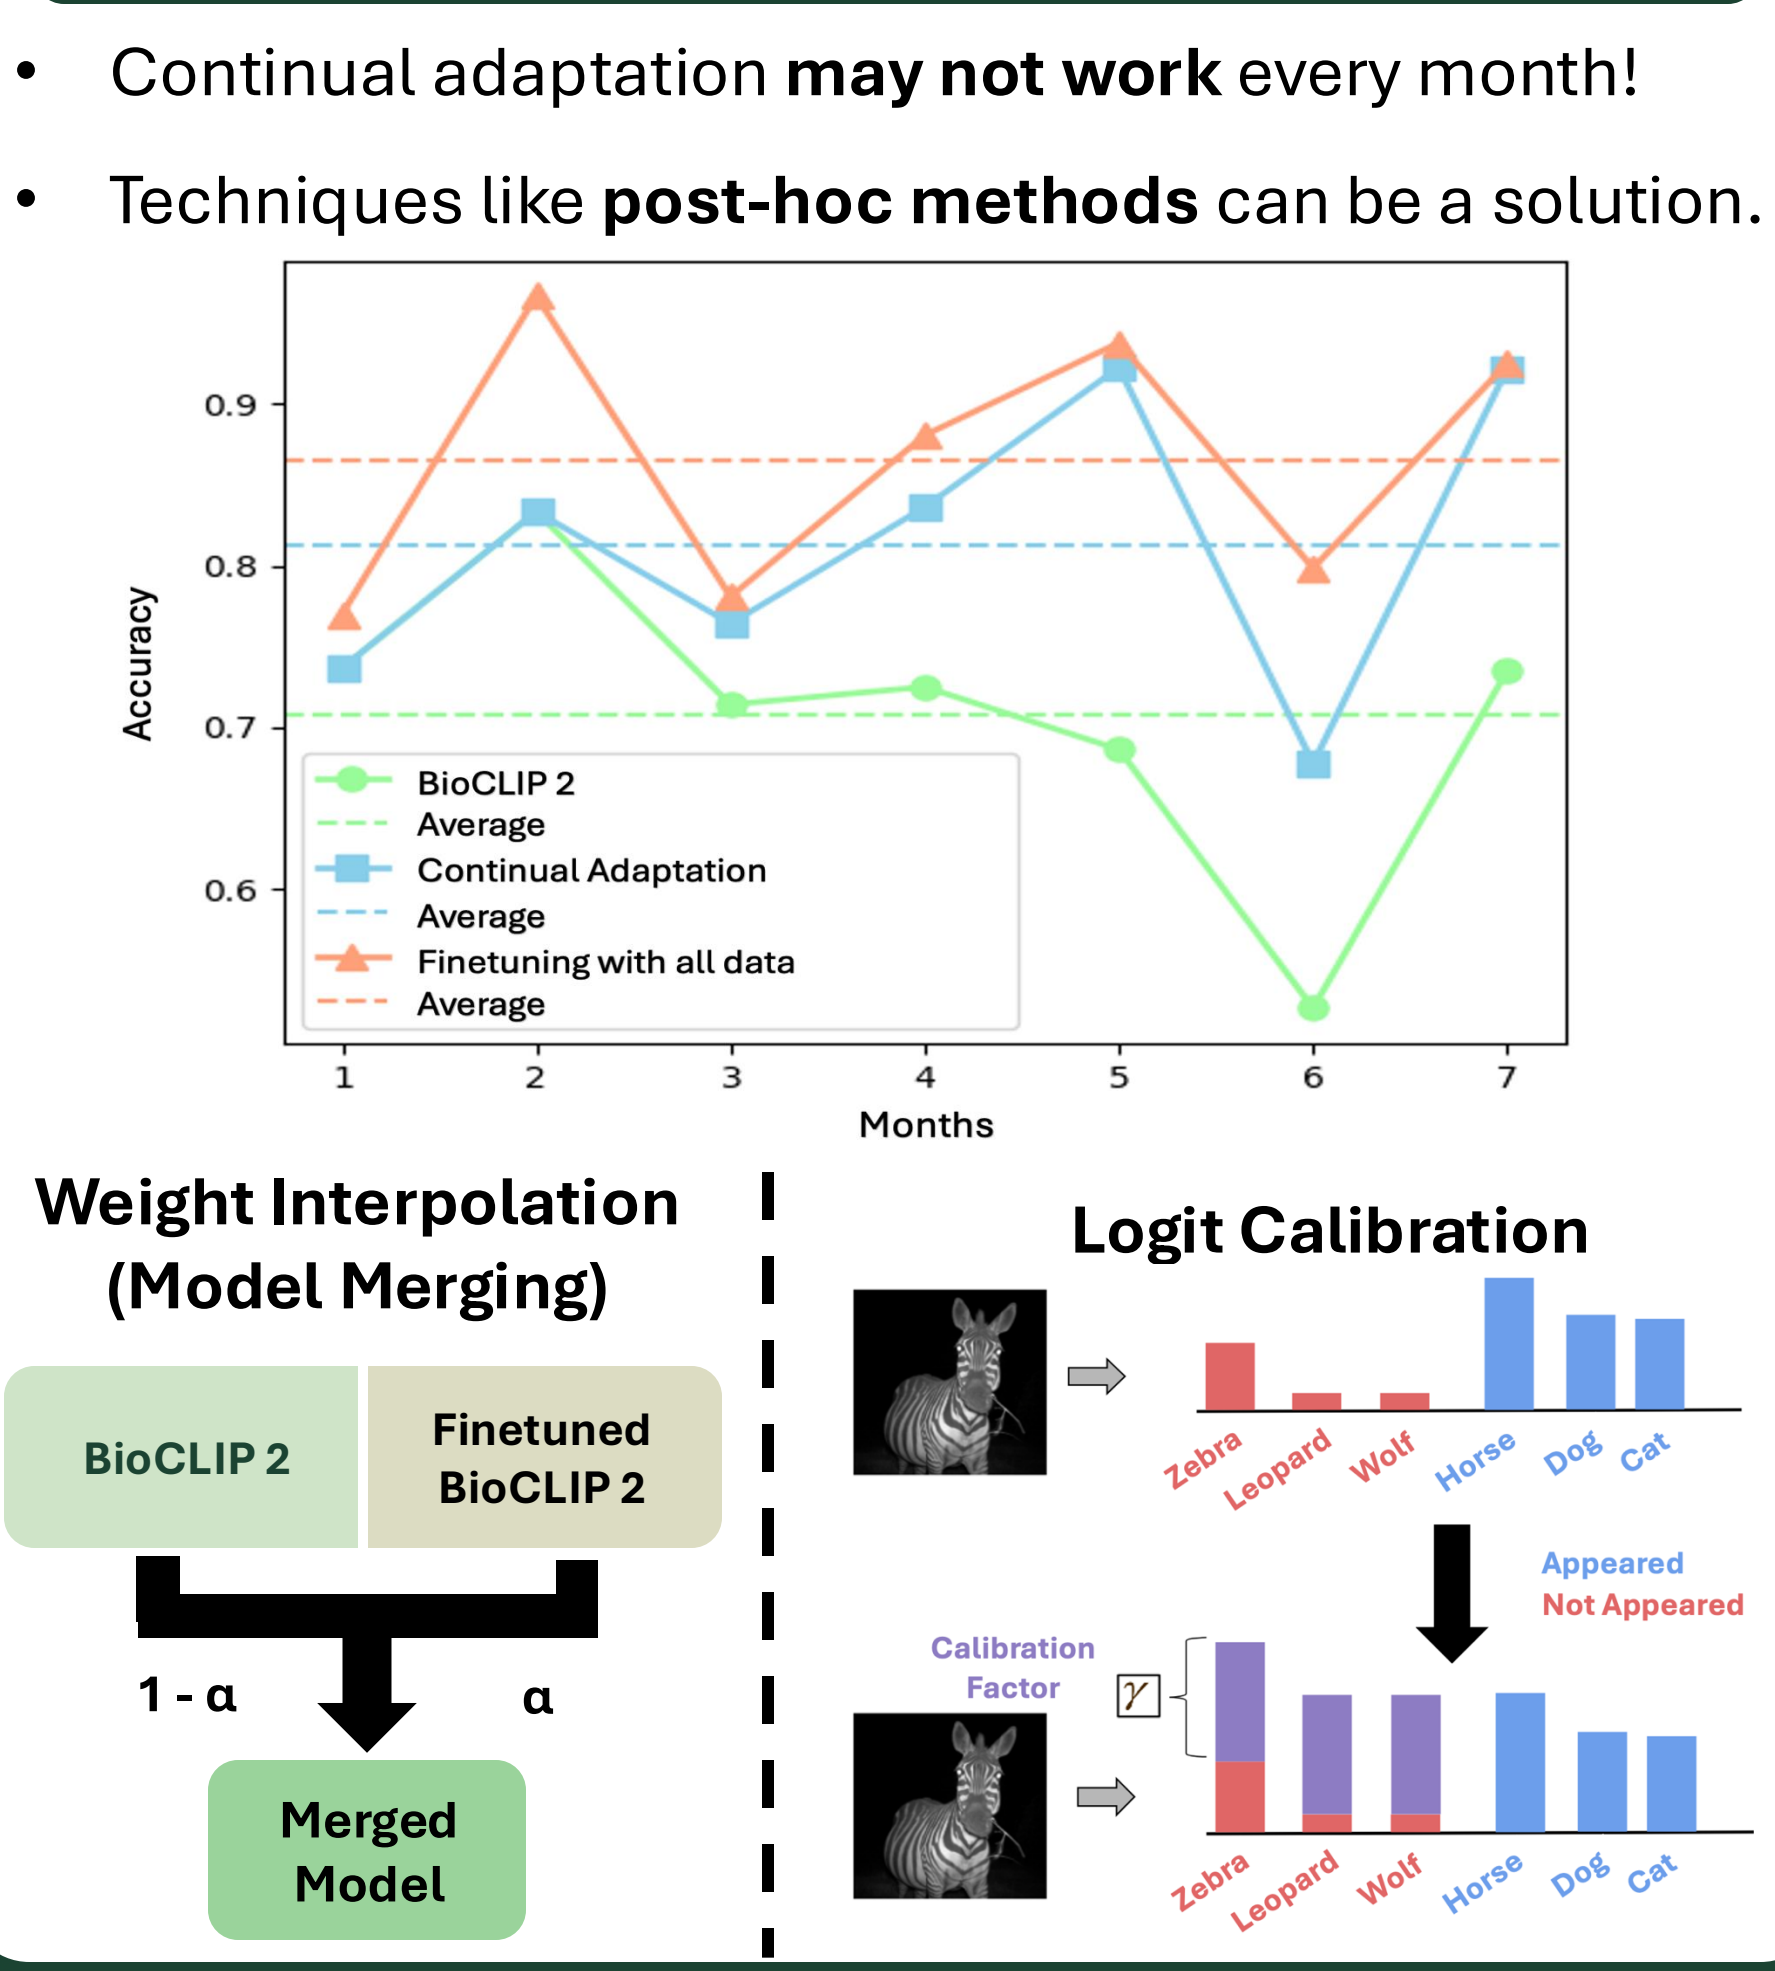 • Continual adaptation may not work every month!
• Techniques like post-hoc methods can be a solution.
0.9
0.8
0.7
0.6
Accuracy
BioCLIP 2
Average
Continual Adaptation
Average
Finetuning with all data
Average
1 2 3 4 5 6 7
Months
Weight Interpolation
(Model Merging)
BioCLIP 2
Finetuned
BioCLIP 2
1 - α
α
Merged
Model
Logit Calibration
Zebra Leopard Wolf Horse Dog Cat
Appeared
Not Appeared
Calibration
Factor
γ
Zebra Leopard Wolf Horse Dog Cat